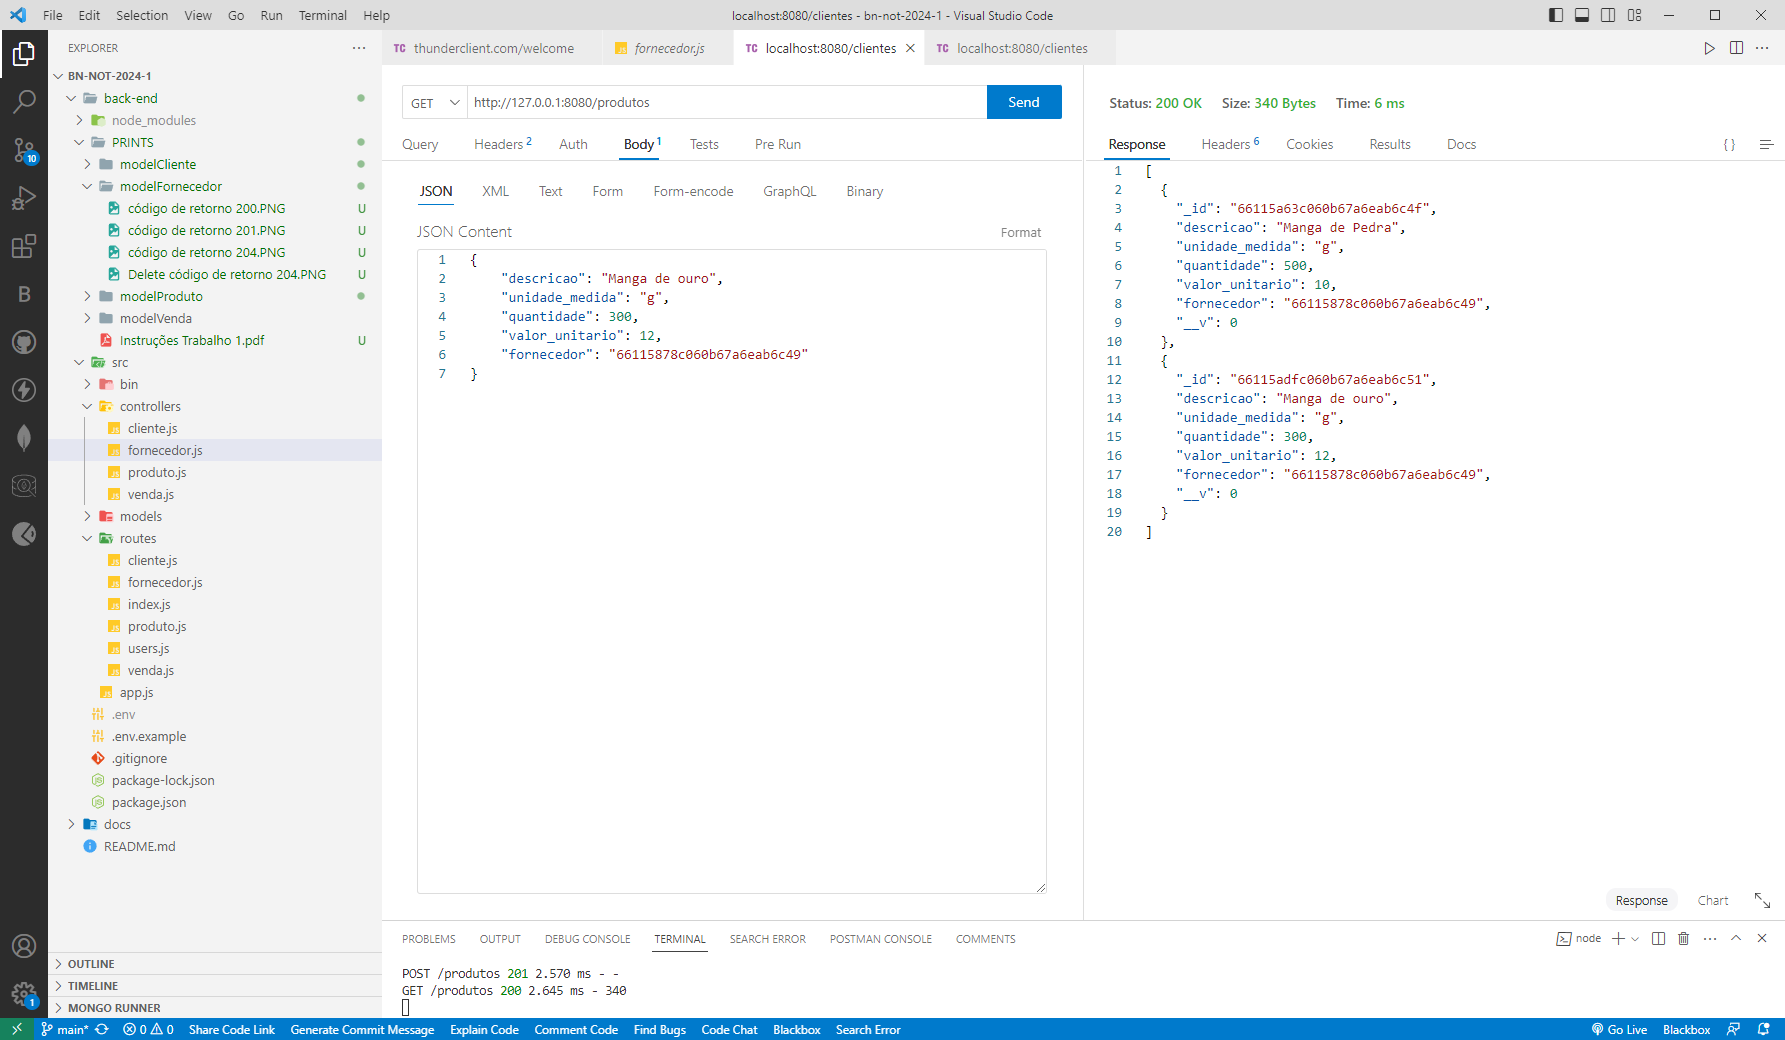 File Edit Selection View Go Run Terminal Help
localhost:8080/clientes - bn-not-2024-1 - Visual Studio Code
EXPLORER
BN-NOT-2024-1
back-end
node_modules
PRINTS
modelCliente
modelFornecedor
código de retorno 200.PNG U
código de retorno 201.PNG U
código de retorno 204.PNG U
Delete código de retorno 204.PNG U
modelProduto
modelVenda
Instruções Trabalho 1.pdf U
src
bin
controllers
cliente.js
fornecedor.js
produto.js
venda.js
models
routes
cliente.js
fornecedor.js
index.js
produto.js
users.js
venda.js
app.js
.env
.env.example
.gitignore
package-lock.json
package.json
docs
README.md
OUTLINE
TIMELINE
MONGO RUNNER
10
1
B
TC thunderclient.com/welcome
JS fornecedor.js
TC localhost:8080/clientes
TC localhost:8080/clientes
GET http://127.0.0.1:8080/produtos Send
Query Headers 2 Auth Body 1 Tests Pre Run
JSON XML Text Form Form-encode GraphQL Binary
JSON Content Format
1 {
2 "descricao": "Manga de ouro",
3 "unidade_medida": "g",
4 "quantidade": 300,
5 "valor_unitario": 12,
6 "fornecedor": "66115878c060b67a6eab6c49"
7 }
Status: 200 OK Size: 340 Bytes Time: 6 ms
Response Headers 6 Cookies Results Docs { }
1 [
2 {
3 "_id": "66115a63c060b67a6eab6c4f",
4 "descricao": "Manga de Pedra",
5 "unidade_medida": "g",
6 "quantidade": 500,
7 "valor_unitario": 10,
8 "fornecedor": "66115878c060b67a6eab6c49",
9 "__v": 0
10 },
11 {
12 "_id": "66115adfc060b67a6eab6c51",
13 "descricao": "Manga de ouro",
14 "unidade_medida": "g",
15 "quantidade": 300,
16 "valor_unitario": 12,
17 "fornecedor": "66115878c060b67a6eab6c49",
18 "__v": 0
19 }
20 ]
Response Chart
PROBLEMS OUTPUT DEBUG CONSOLE TERMINAL SEARCH ERROR POSTMAN CONSOLE COMMENTS
node
POST /produtos 201 2.570 ms - -
GET /produtos 200 2.645 ms - 340
main* 0 0 Share Code Link Generate Commit Message Explain Code Comment Code Find Bugs Code Chat Blackbox Search Error Go Live Blackbox